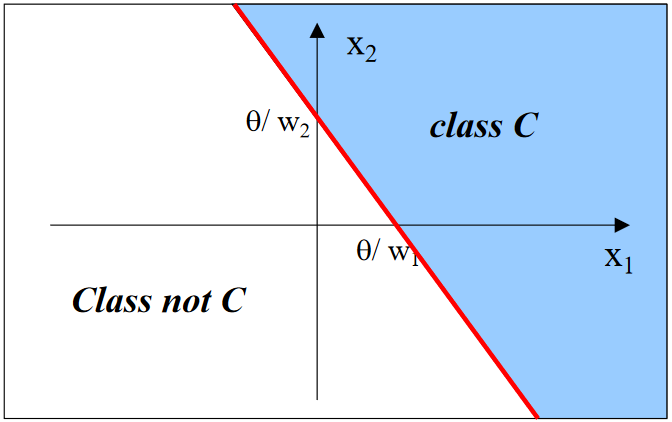 x₂
θ/ w₂
class C
θ/ w₁
x₁
Class not C